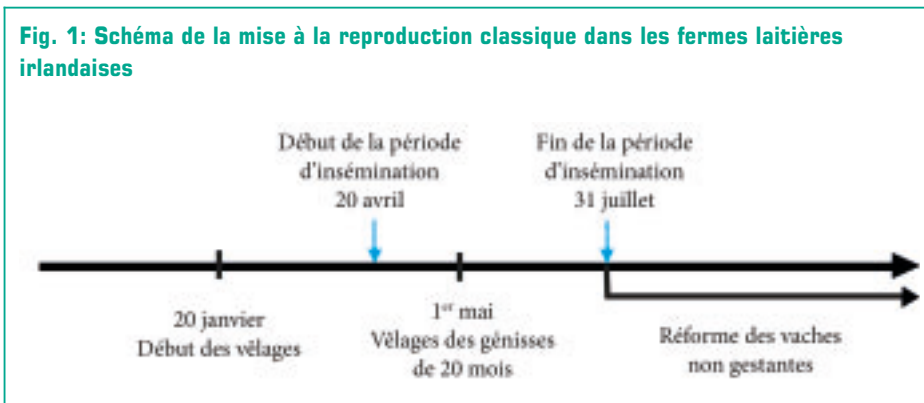 Fig. 1: Schéma de la mise à la reproduction classique dans les fermes laitières
irlandaises
Début de la période
d'insémination
20 avril
Fin de la période
d'insémination
31 juillet
20 janvier
Début des vêlages
1er mai
Vêlages des génisses
de 20 mois
Réforme des vaches
non gestantes